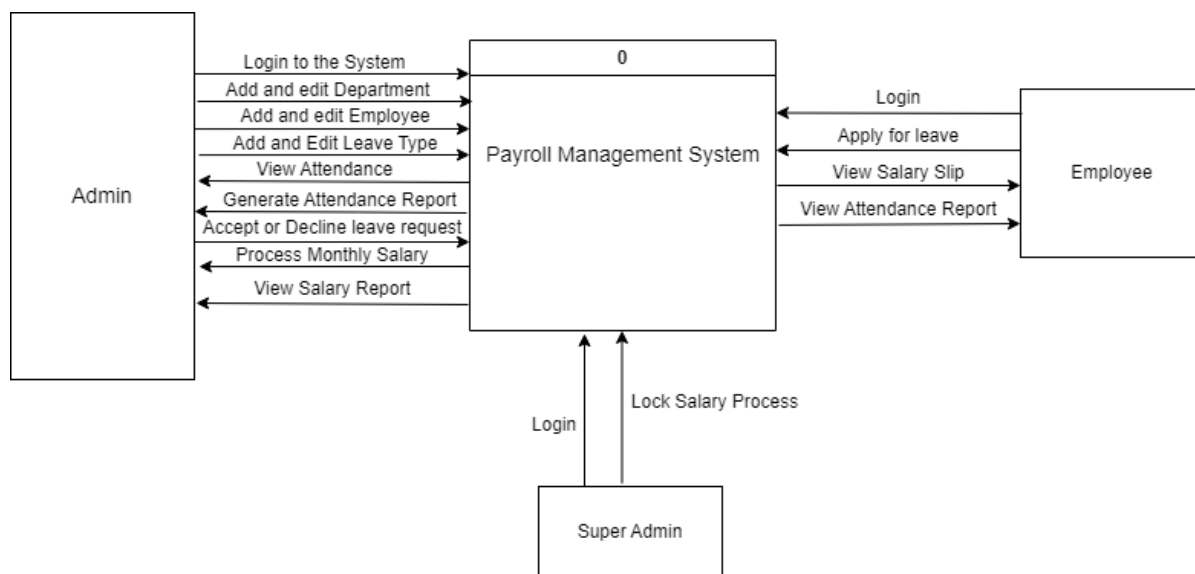 0
Payroll Management System
Admin
Login to the System
Add and edit Department
Add and edit Employee
Add and Edit Leave Type
View Attendance
Generate Attendance Report
Accept or Decline leave request
Process Monthly Salary
View Salary Report
Login
Apply for leave
View Salary Slip
View Attendance Report
Employee
Login
Lock Salary Process
Super Admin